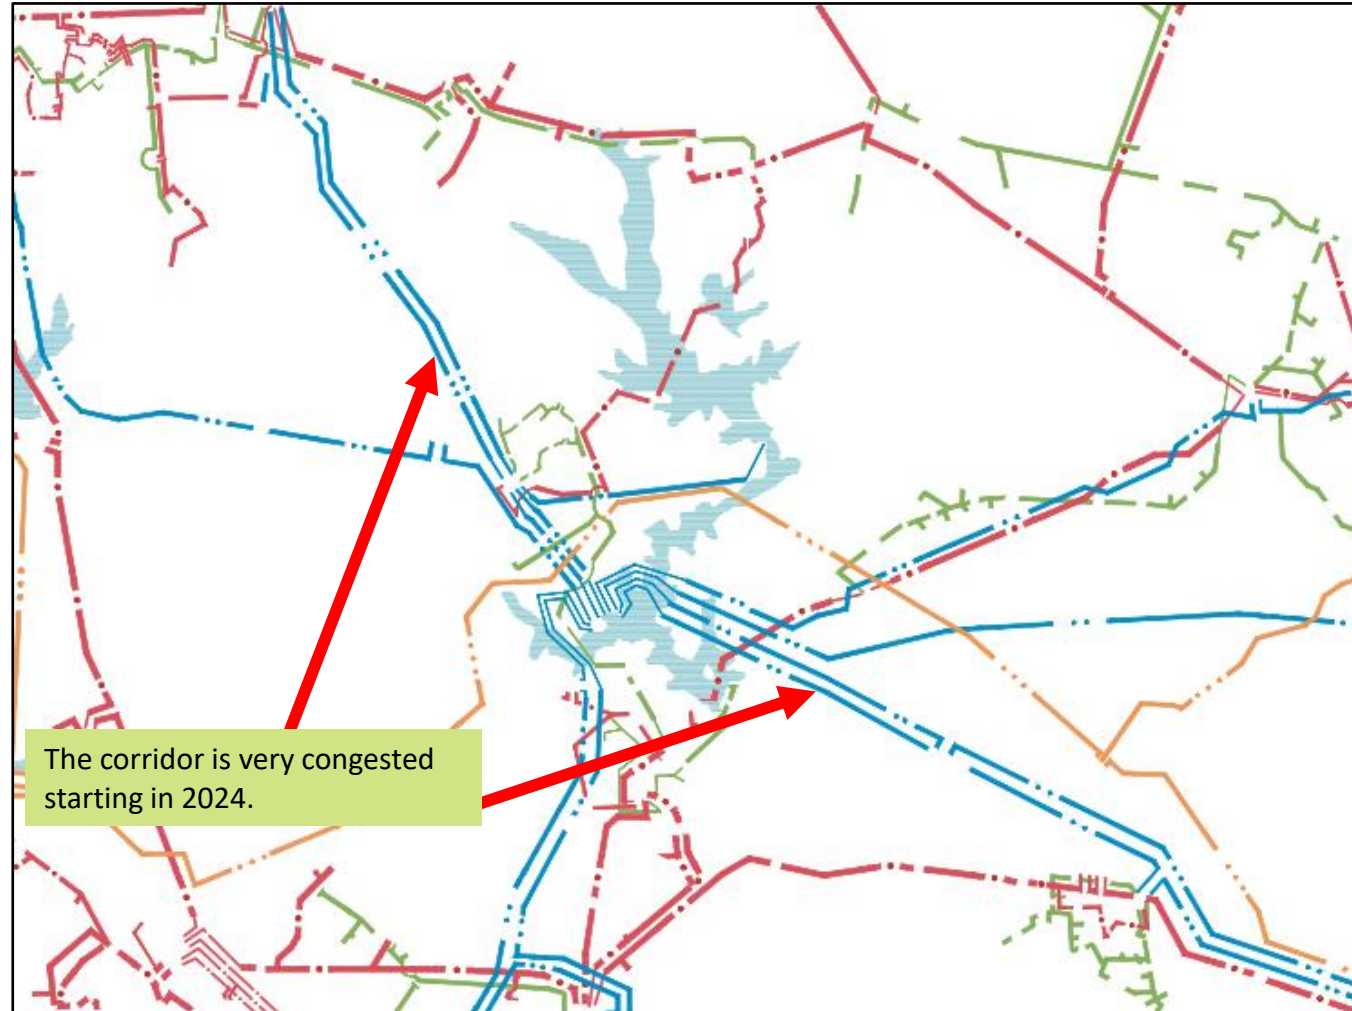 The corridor is very congested
starting in 2024.